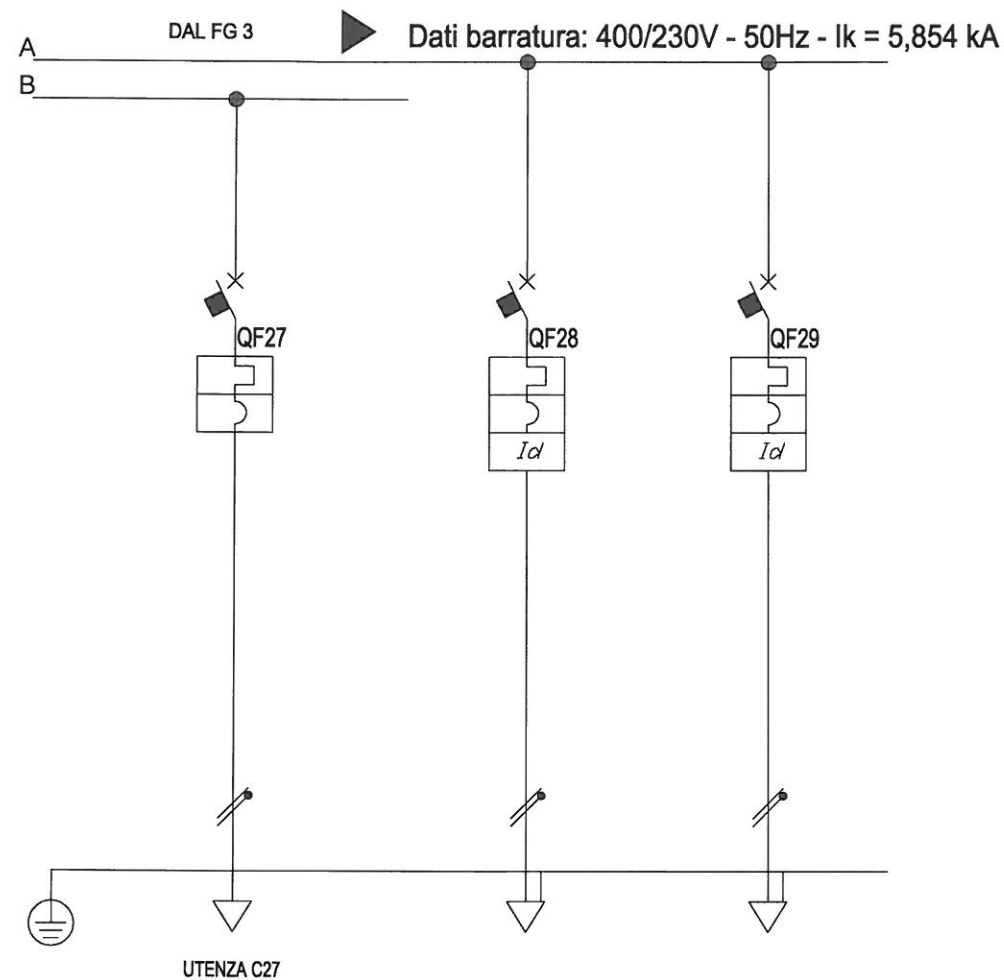 DAL FG 3
Dati barratura: 400/230V - 50Hz - Ik = 5,854 kA
A
B
QF27
QF28
QF29
Id
Id
UTENZA C27